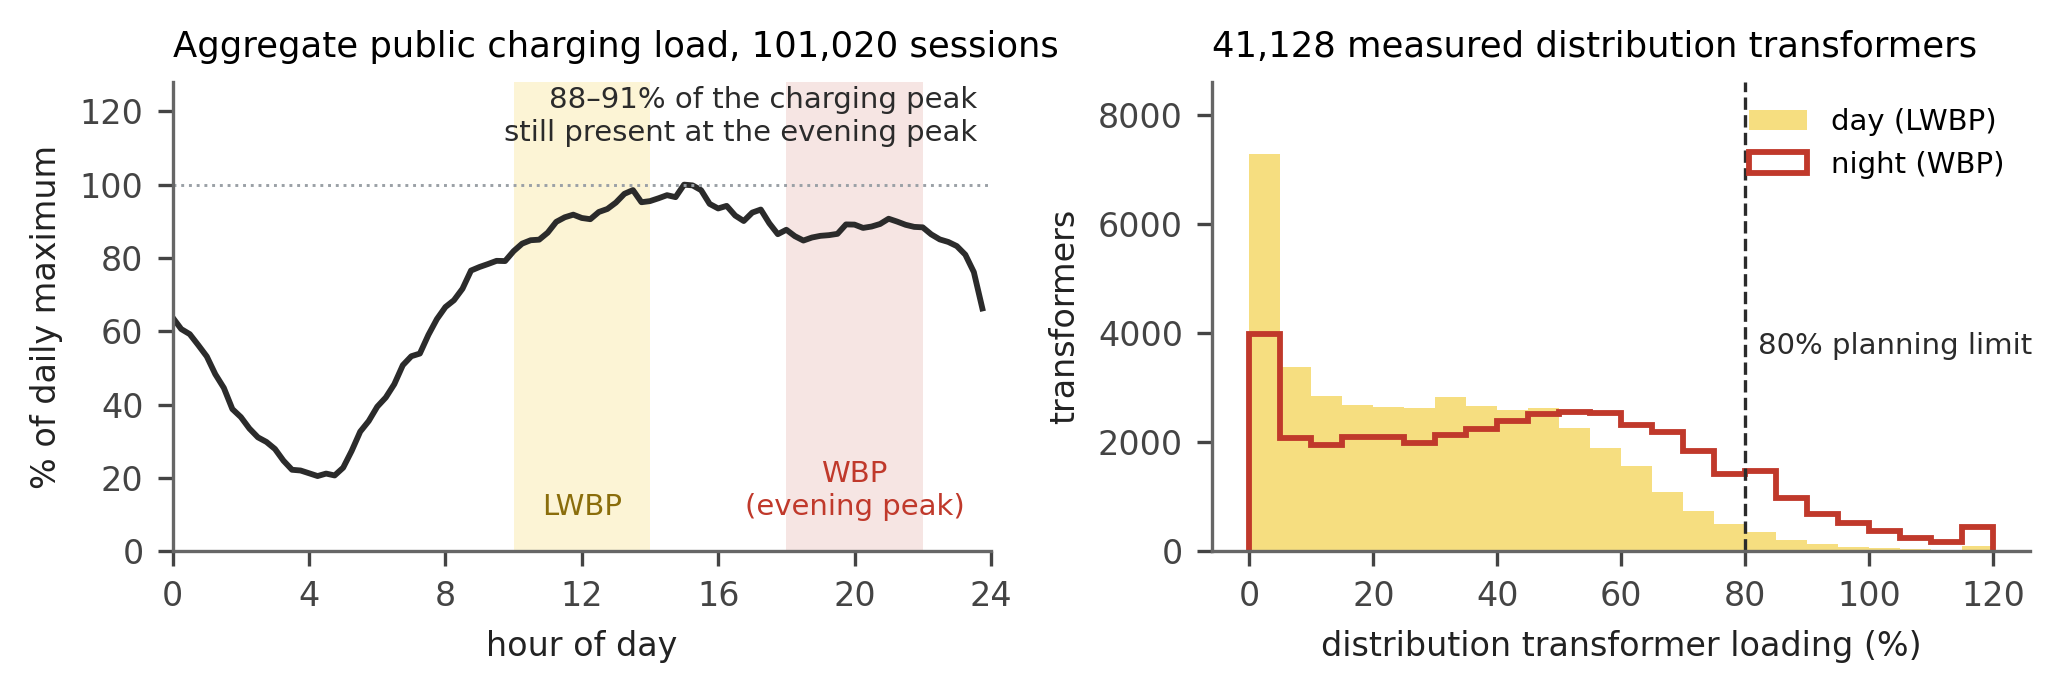 Aggregate public charging load, 101,020 sessions
88–91% of the charging peak
still present at the evening peak
120
100
80
60
40
20
0
% of daily maximum
LWBP
WBP
(evening peak)
0 4 8 12 16 20 24
hour of day
41,128 measured distribution transformers
day (LWBP)
night (WBP)
80% planning limit
8000
6000
4000
2000
0
transformers
0 20 40 60 80 100 120
distribution transformer loading (%)